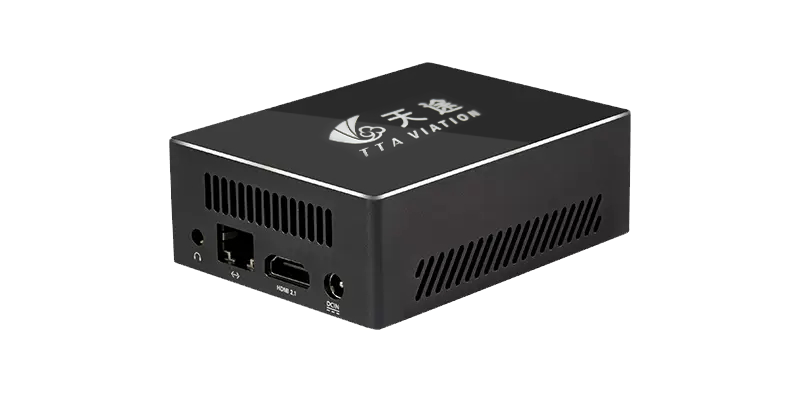 天途
TTA VIATION
HDMI 2.1
DCIN